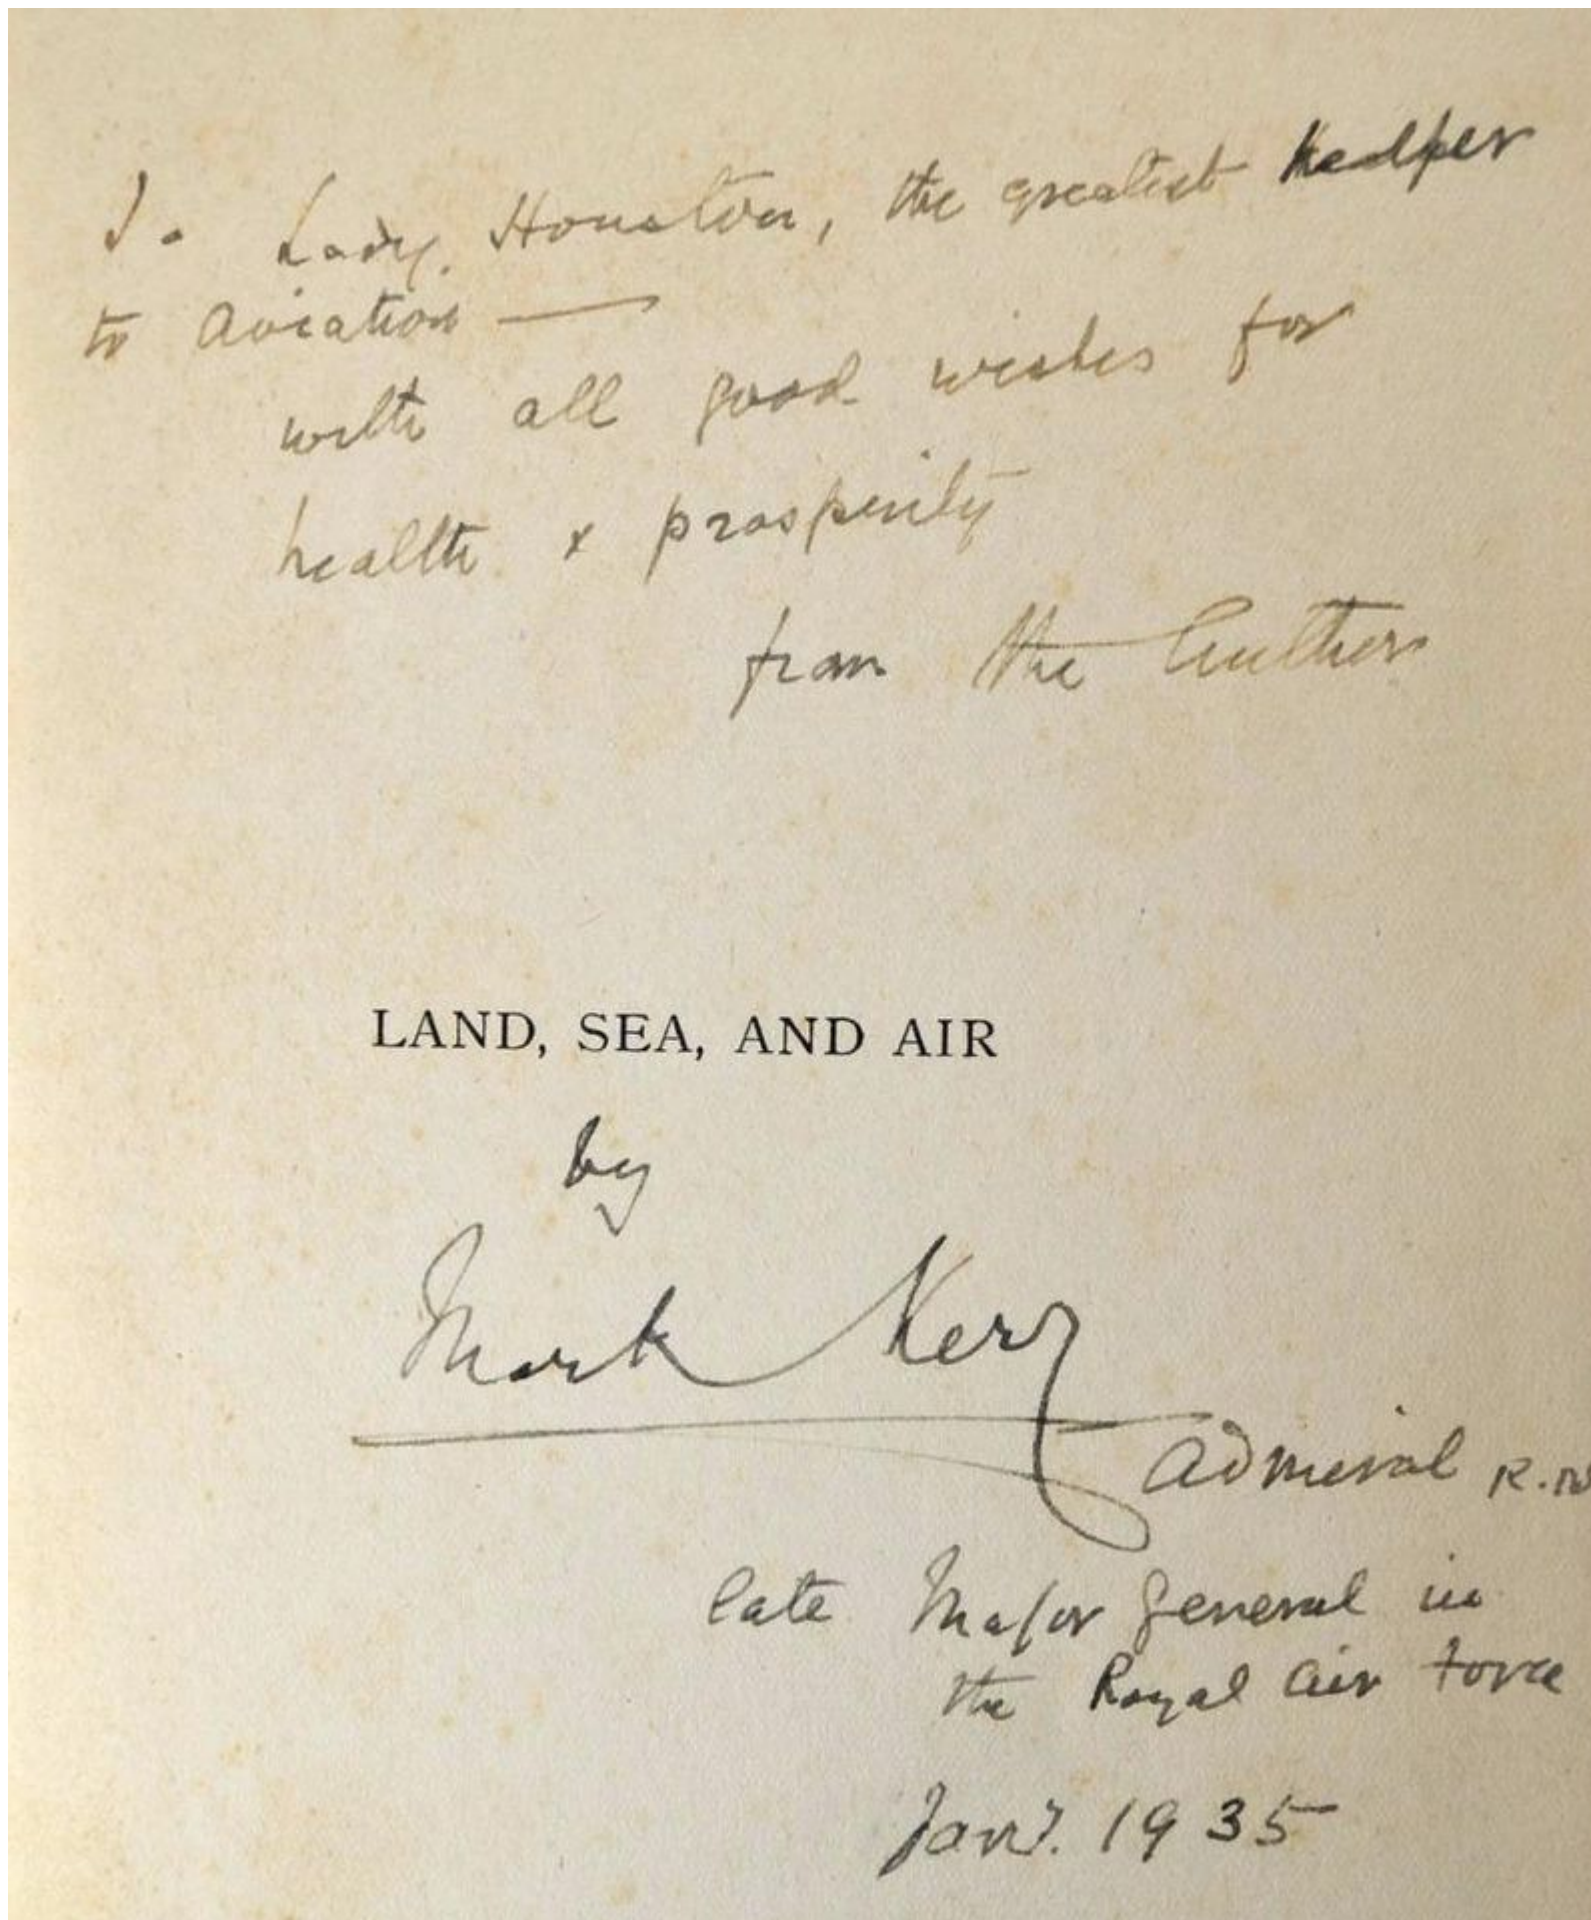 To Lady Houston, the greatest helper
to Aviation —
with all good wishes for
health & prosperity
from the Author
LAND, SEA, AND AIR
by
Mark Kerr
Admiral R.N
late Major General in
the Royal Air Force
Jany. 1935